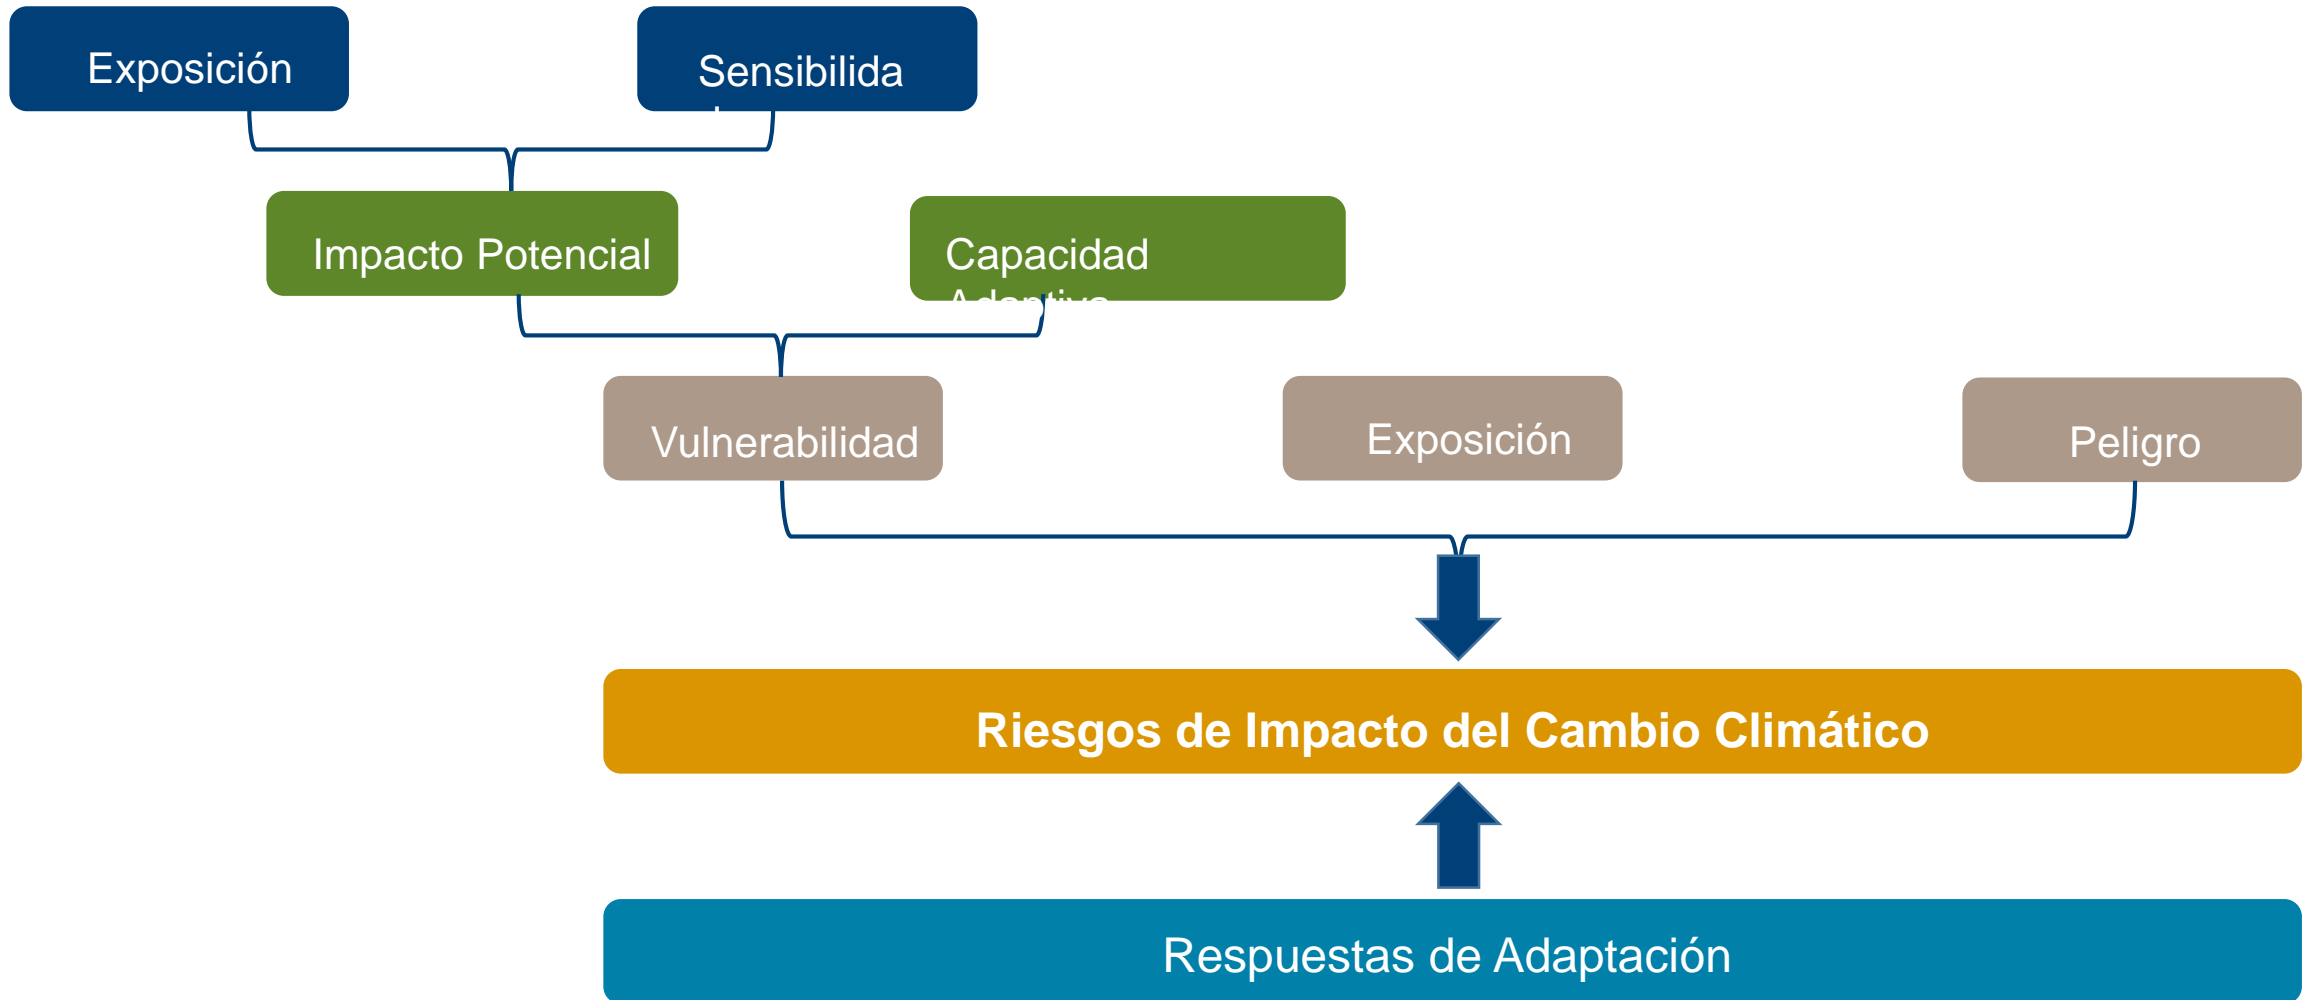 Exposición
Sensibilida
Impacto Potencial
Capacidad
Vulnerabilidad
Exposición
Peligro
Riesgos de Impacto del Cambio Climático
Respuestas de Adaptación